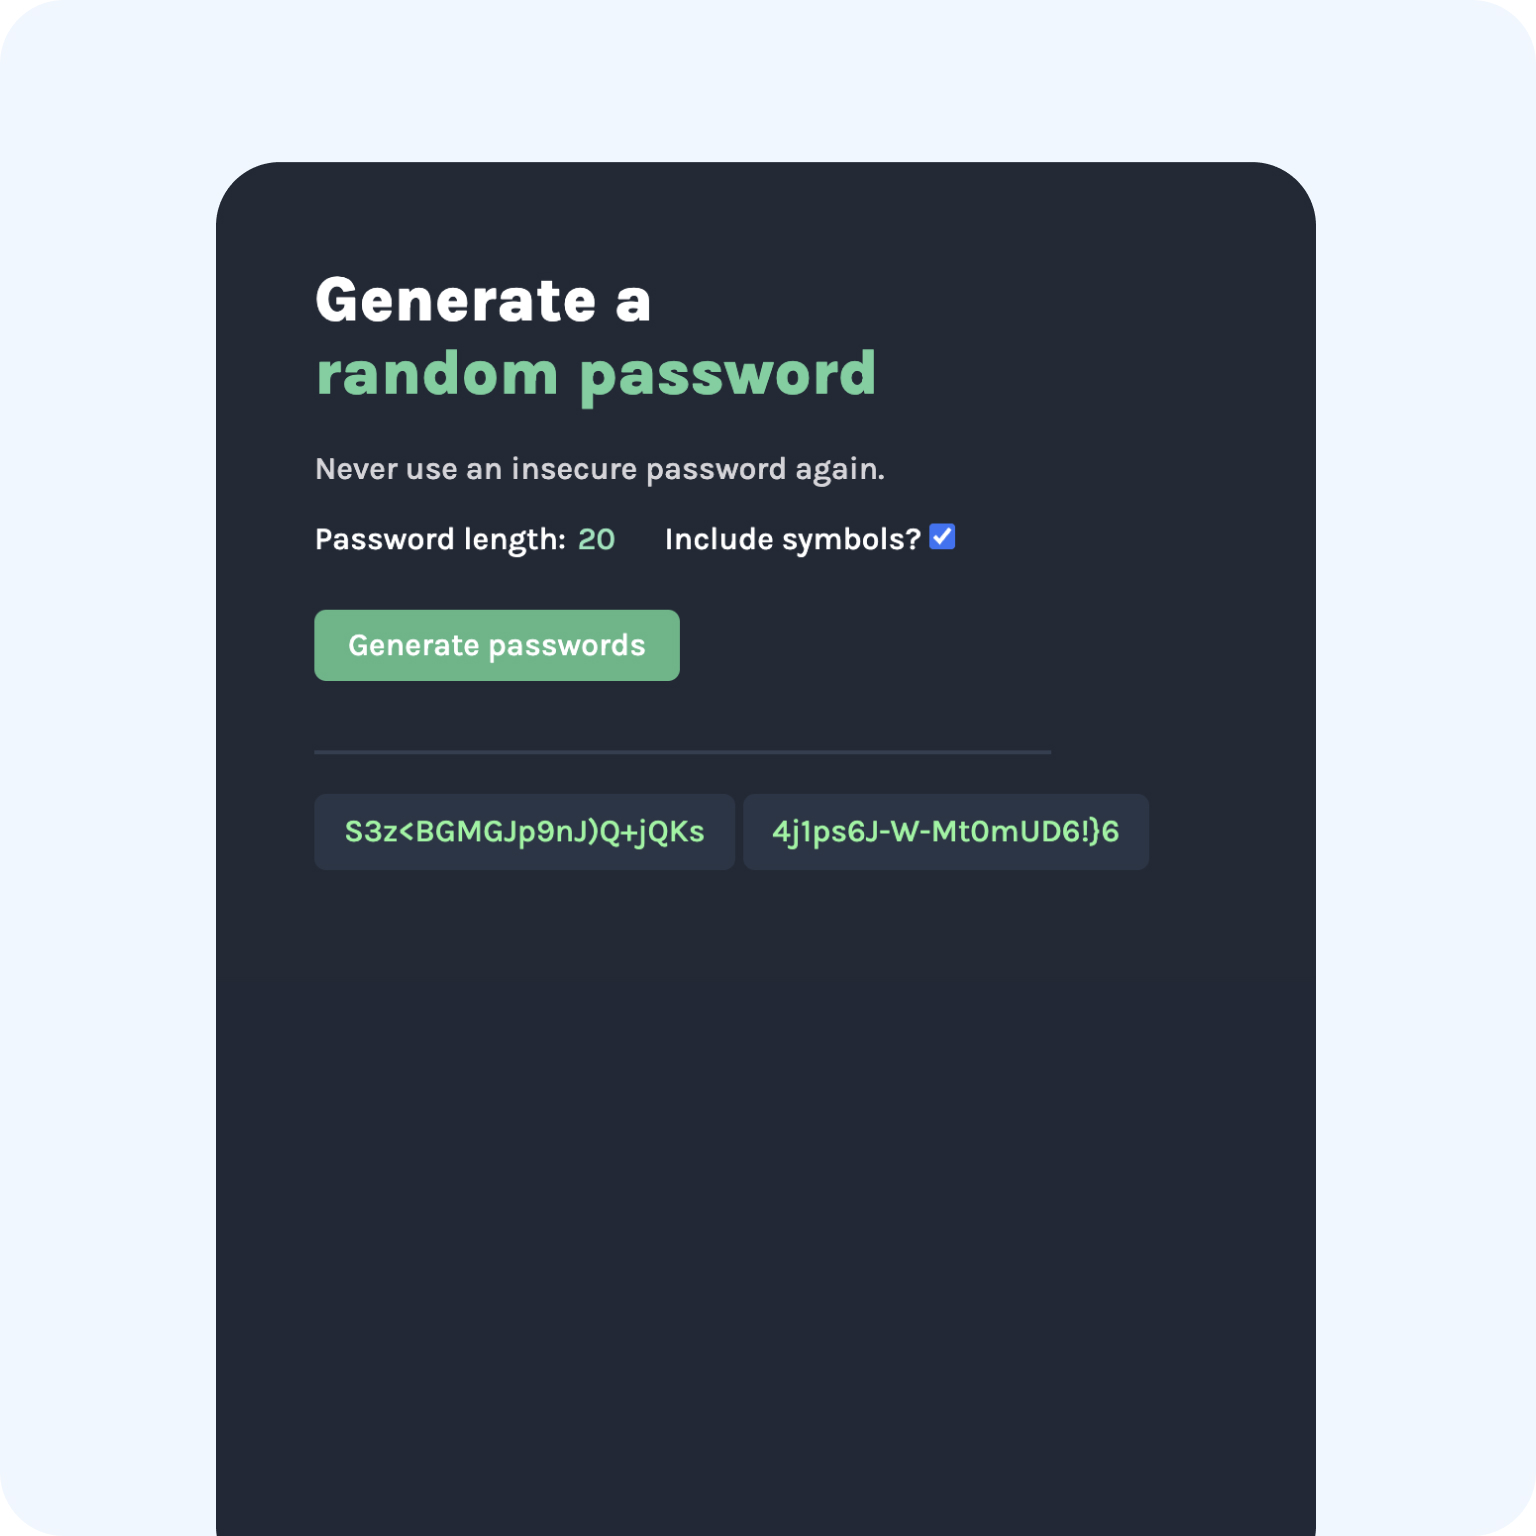 Generate a
random password
Never use an insecure password again.
Password length: 20 Include symbols?
Generate passwords
S3z<BGMGJp9nJ)Q+jQKs 4j1ps6J-W-Mt0mUD6!}6